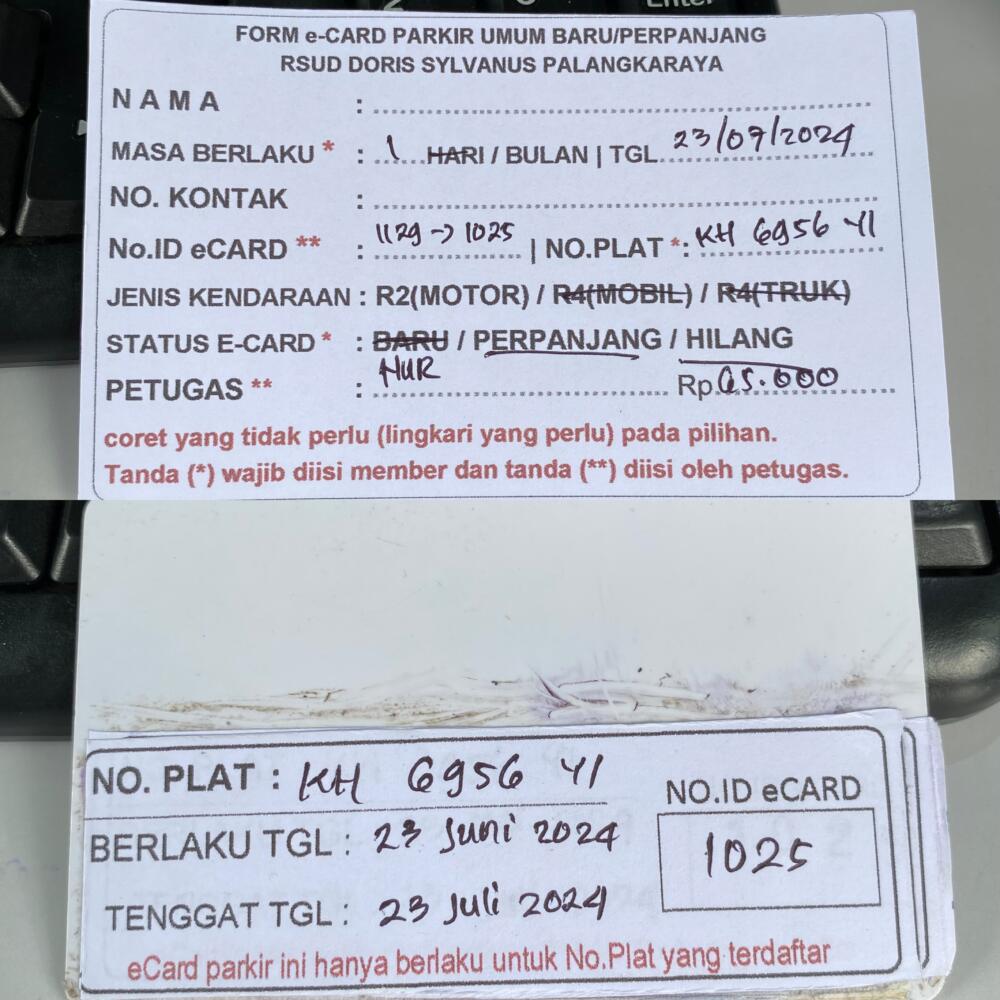 FORM e-CARD PARKIR UMUM BARU/PERPANJANG
RSUD DORIS SYLVANUS PALANGKARAYA
N A M A :
MASA BERLAKU * : 1 HARI / BULAN | TGL 23/07/2024
NO. KONTAK :
No.ID eCARD ** : 1129 → 1025 | NO.PLAT *: KH 6956 YI
JENIS KENDARAAN : R2(MOTOR) / R4(MOBIL) / R4(TRUK)
STATUS E-CARD * : BARU / PERPANJANG / HILANG
PETUGAS ** : NUR Rp. 65.000
coret yang tidak perlu (lingkari yang perlu) pada pilihan.
Tanda (*) wajib diisi member dan tanda (**) diisi oleh petugas.
NO. PLAT : KH 6956 YI
NO.ID eCARD
BERLAKU TGL : 23 Juni 2024
1025
TENGGAT TGL : 23 Juli 2024
eCard parkir ini hanya berlaku untuk No.Plat yang terdaftar